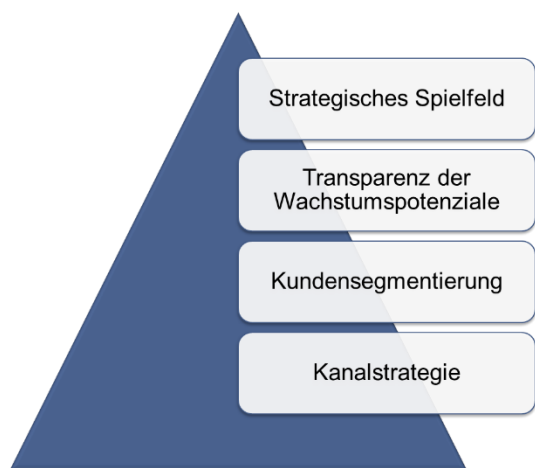 Strategisches Spielfeld
Transparenz der
Wachstumspotenziale
Kundensegmentierung
Kanalstrategie